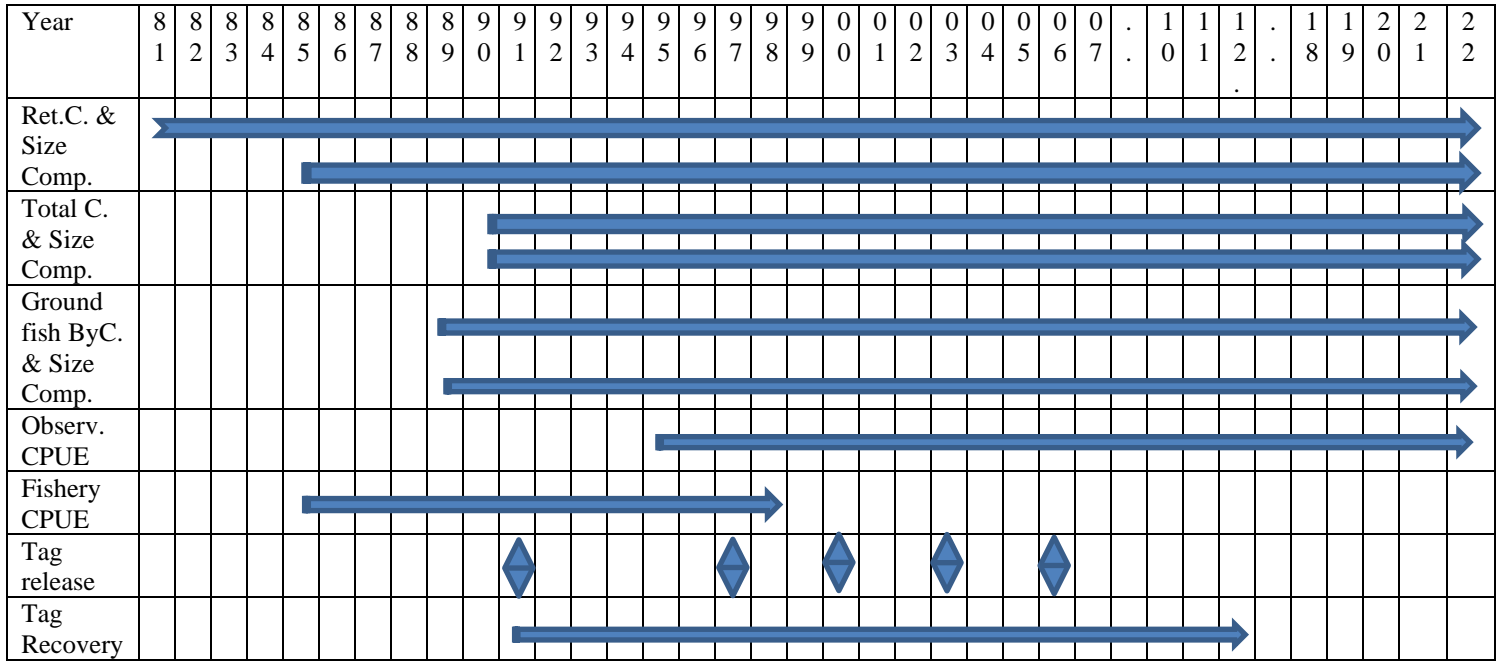 Year 8 8 8 8 8 8 8 8 8 9 9 9 9 9 9 9 9 9 9 0 0 0 0 0 0 0 0 . 1 1 1 . 1 1 2 2 2
1 2 3 4 5 6 7 8 9 0 1 2 3 4 5 6 7 8 9 0 1 2 3 4 5 6 7 . 0 1 2 . 8 9 0 1 2
.
Ret.C. &
Size
Comp.
Total C.
& Size
Comp.
Ground
fish ByC.
& Size
Comp.
Observ.
CPUE
Fishery
CPUE
Tag
release
Tag
Recovery